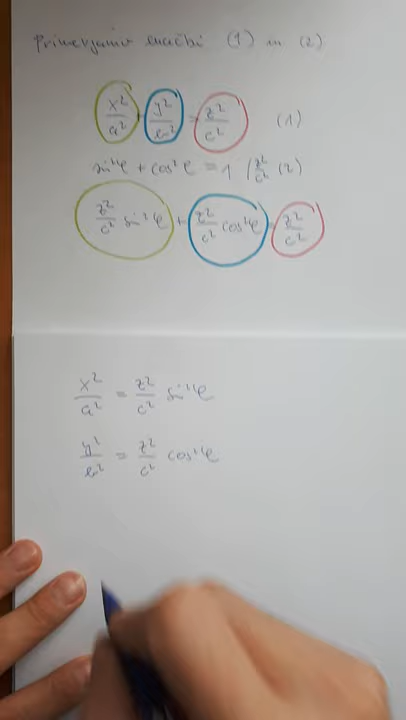 Primerjamo enačbi (1) in (2)
x²/a² + y²/b² = z²/c² (1)
sin²φ + cos²φ = 1 /· z²/c² (2)
z²/c² sin²φ + z²/c² cos²φ = z²/c²
x²/a² = z²/c² sin²φ
y²/b² = z²/c² cos²φ